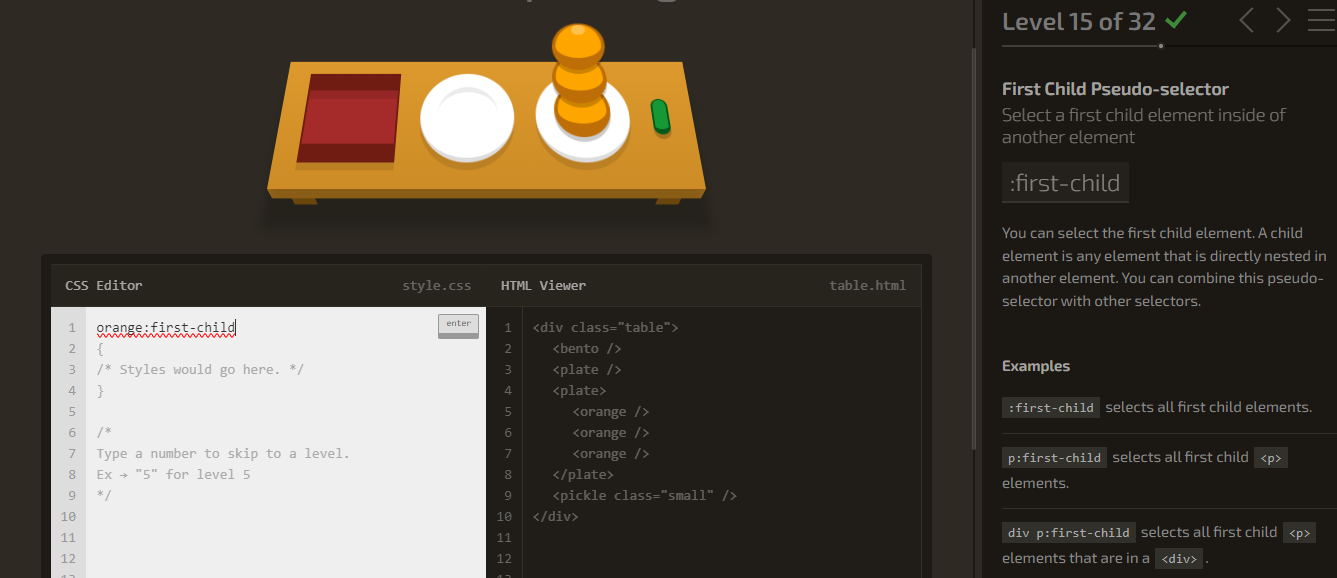 Level 15 of 32
First Child Pseudo-selector
Select a first child element inside of
another element
:first-child
You can select the first child element. A child
element is any element that is directly nested in
another element. You can combine this pseudo-
selector with other selectors.
Examples
:first-child selects all first child elements.
p:first-child selects all first child <p>
elements.
div p:first-child selects all first child <p>
elements that are in a <div> .
CSS Editor style.css
enter
1 orange:first-child
2 {
3 /* Styles would go here. */
4 }
5
6 /*
7 Type a number to skip to a level.
8 Ex → "5" for level 5
9 */
10
11
12
HTML Viewer table.html
1 <div class="table">
2 <bento />
3 <plate />
4 <plate>
5 <orange />
6 <orange />
7 <orange />
8 </plate>
9 <pickle class="small" />
10 </div>
11
12